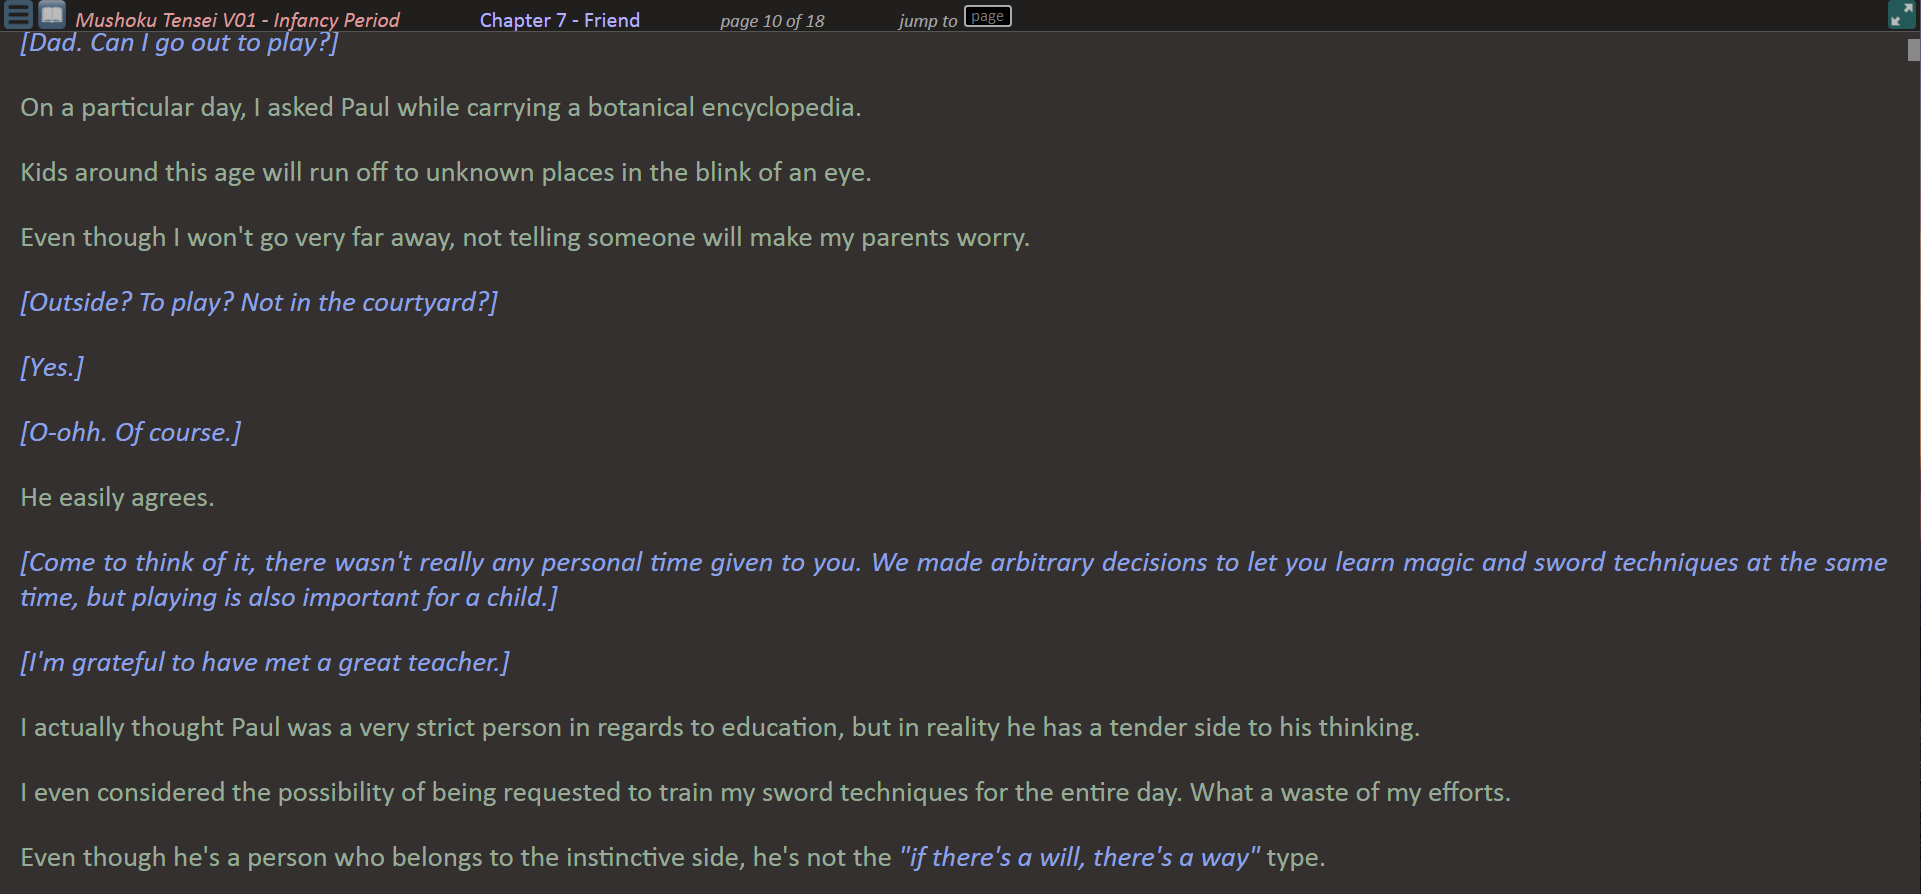 Mushoku Tensei V01 - Infancy Period Chapter 7 - Friend page 10 of 18 jump to page
[Dad. Can I go out to play?]
On a particular day, I asked Paul while carrying a botanical encyclopedia.
Kids around this age will run off to unknown places in the blink of an eye.
Even though I won't go very far away, not telling someone will make my parents worry.
[Outside? To play? Not in the courtyard?]
[Yes.]
[O-ohh. Of course.]
He easily agrees.
[Come to think of it, there wasn't really any personal time given to you. We made arbitrary decisions to let you learn magic and sword techniques at the same
time, but playing is also important for a child.]
[I'm grateful to have met a great teacher.]
I actually thought Paul was a very strict person in regards to education, but in reality he has a tender side to his thinking.
I even considered the possibility of being requested to train my sword techniques for the entire day. What a waste of my efforts.
Even though he's a person who belongs to the instinctive side, he's not the "if there's a will, there's a way" type.